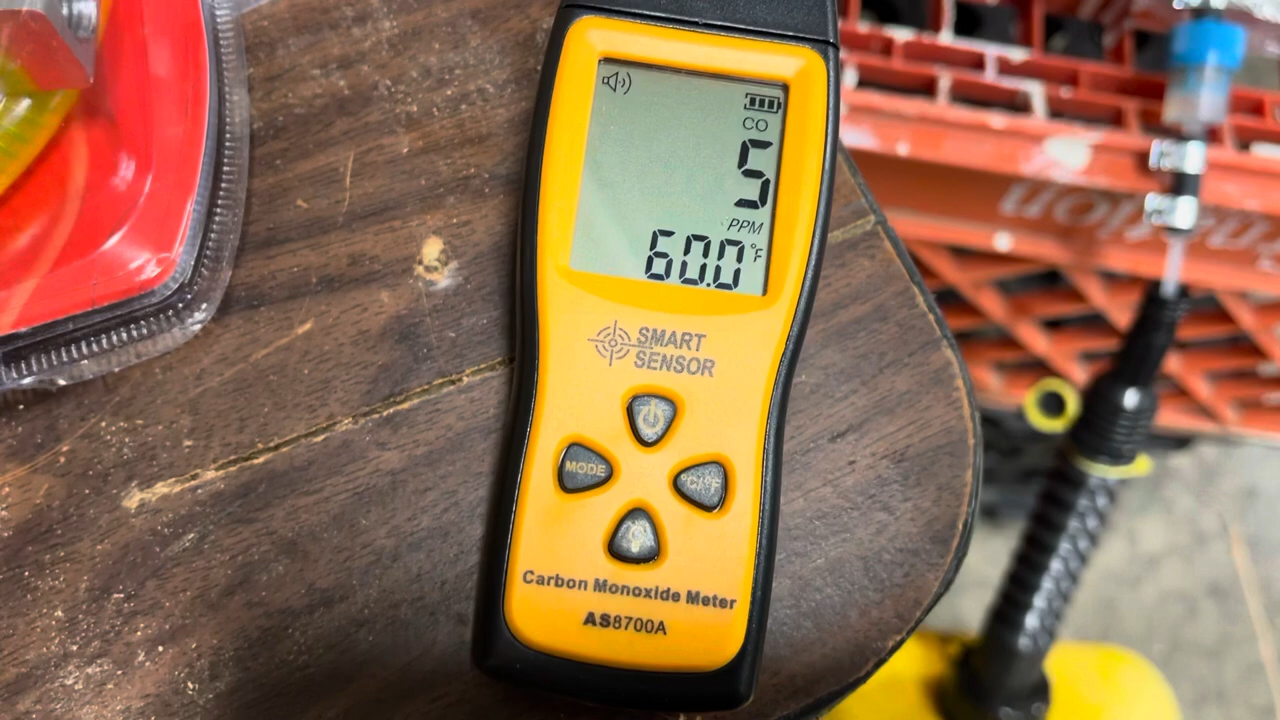 CO
5
PPM
60.0°F
SMART
SENSOR
MODE
°C/°F
Carbon Monoxide Meter
AS8700A